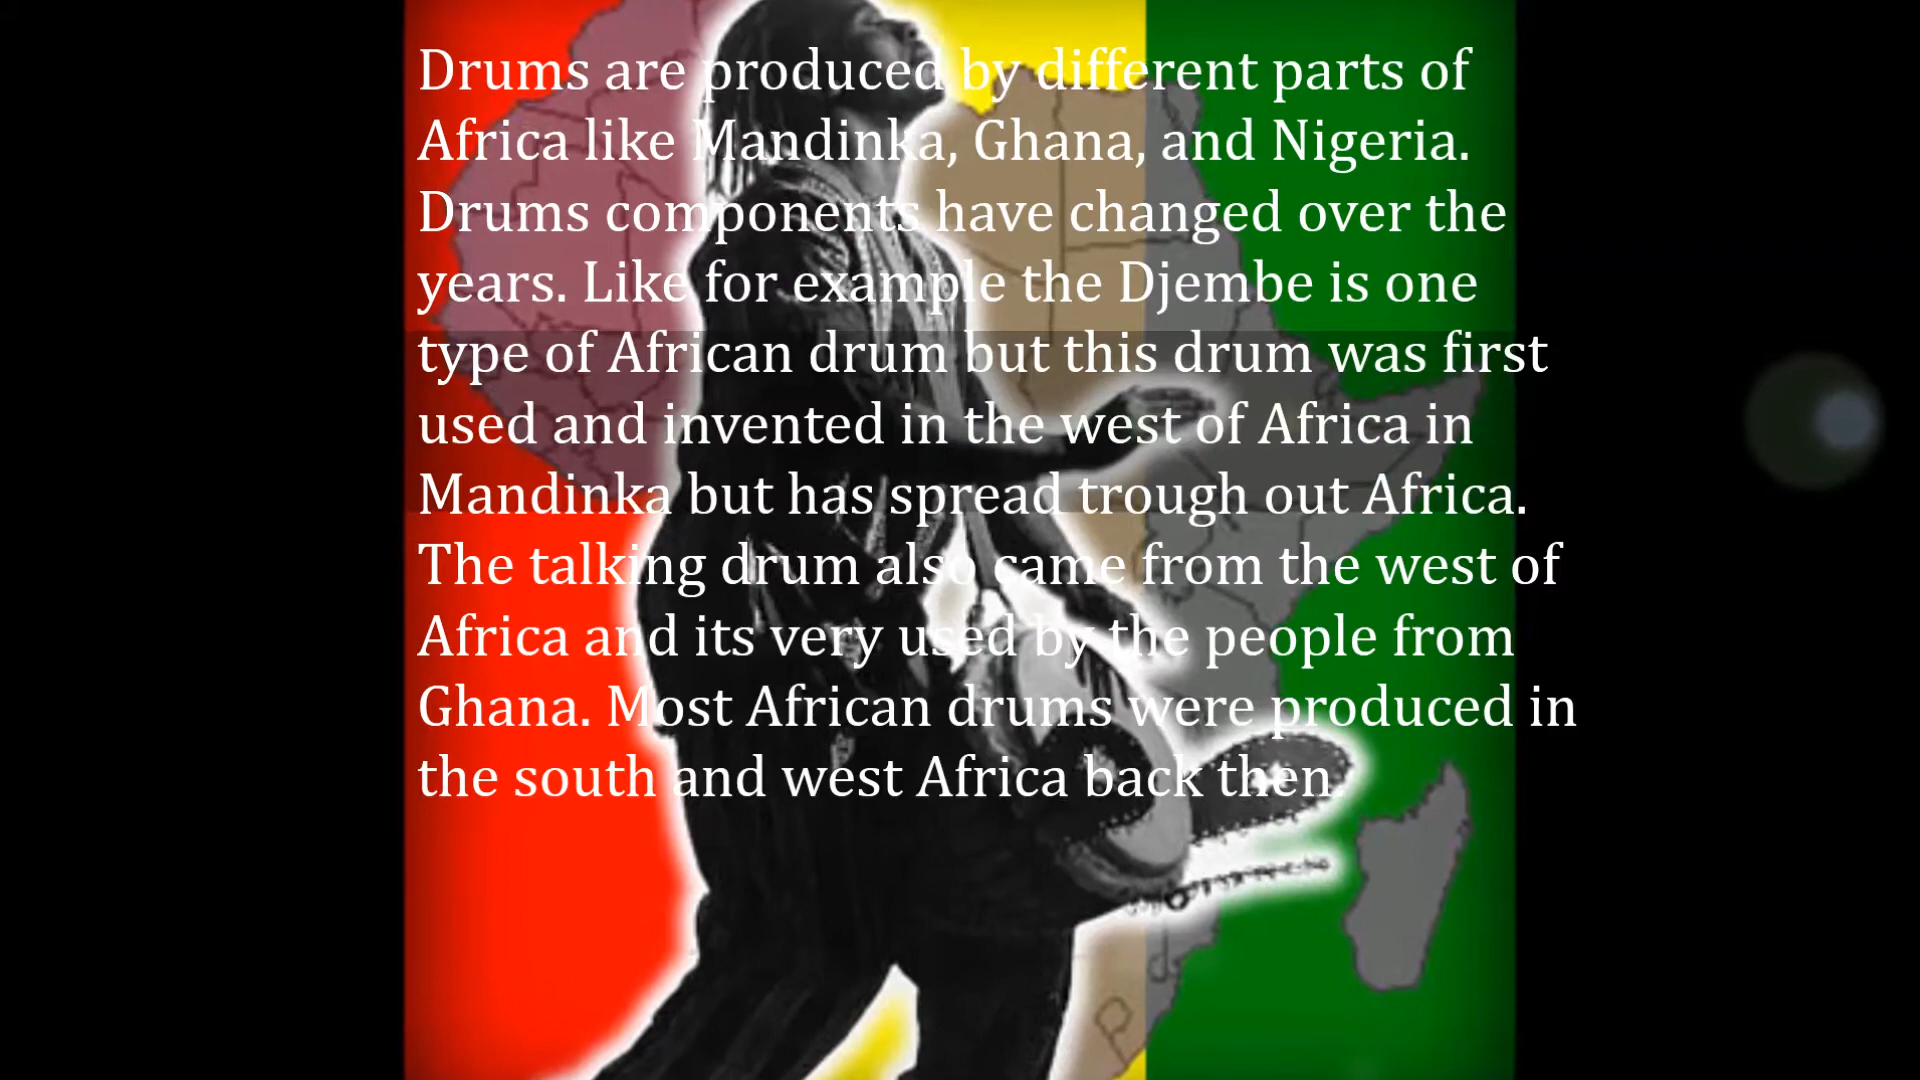 Drums are produced by different parts of
Africa like Mandinka, Ghana, and Nigeria.
Drums components have changed over the
years. Like for example the Djembe is one
type of African drum but this drum was first
used and invented in the west of Africa in
Mandinka but has spread trough out Africa.
The talking drum also came from the west of
Africa and its very used by the people from
Ghana. Most African drums were produced in
the south and west Africa back then.